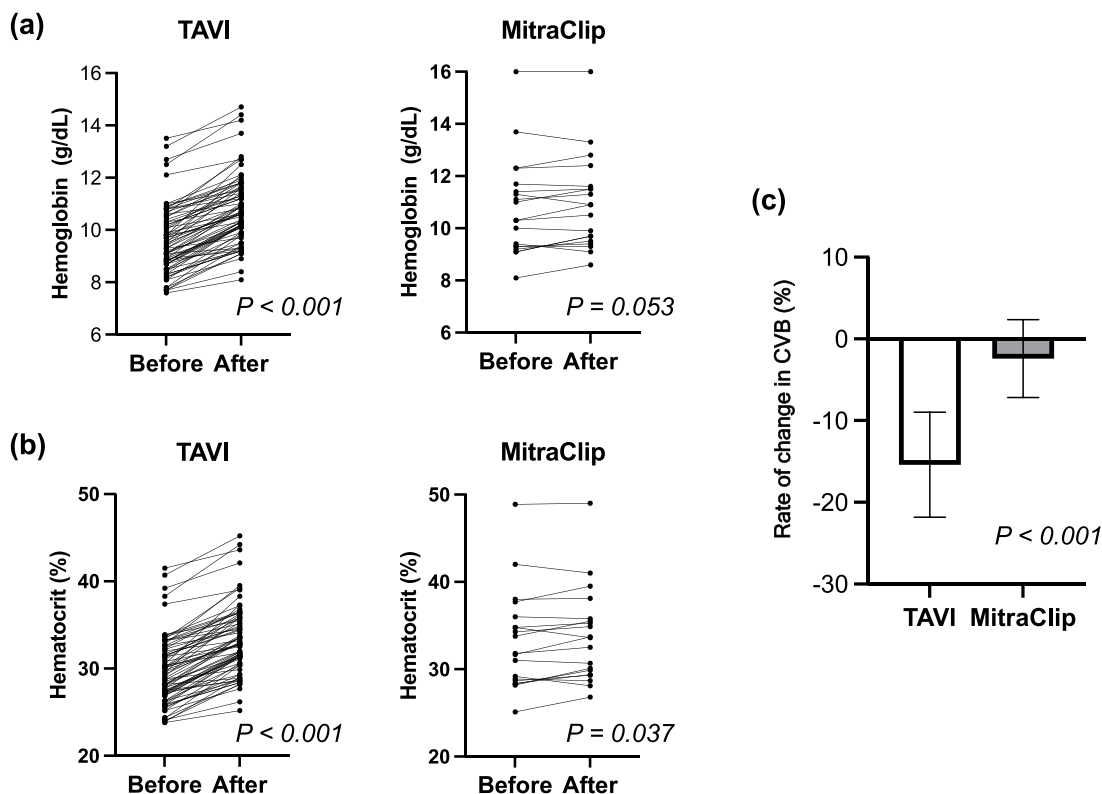 (a)
TAVI
MitraClip
Hemoglobin (g/dL)
16
14
12
10
8
6
P < 0.001
Before After
Hemoglobin (g/dL)
16
14
12
10
8
6
P = 0.053
Before After
(b)
TAVI
MitraClip
Hematocrit (%)
50
40
30
20
P < 0.001
Before After
Hematocrit (%)
50
40
30
20
P = 0.037
Before After
(c)
Rate of change in CVB (%)
10
0
-10
-20
-30
P < 0.001
TAVI MitraClip